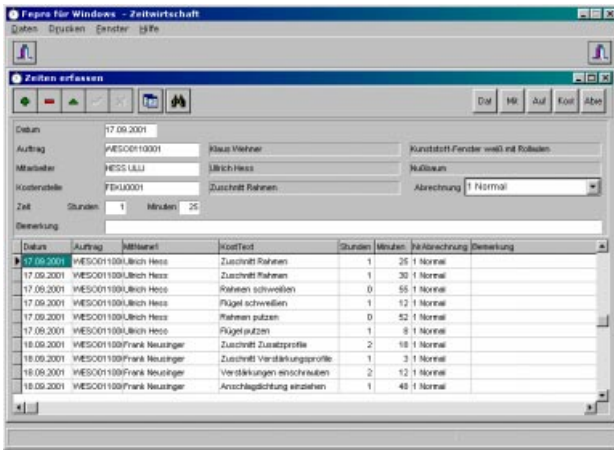 Fepro für Windows - Zeitwirtschaft
Daten Drucken Fenster Hilfe
Zeiten erfassen
Dat Mit Auf Kost Abre
Datum 17.09.2001
Auftrag WESO0110001 Klaus Wehner Kunststoff-Fenster weiß mit Rolladen
Mitarbeiter HESS ULLI Ullrich Hess Nußbaum
Kostenstelle FEKU0001 Zuschnitt Rahmen Abrechnung 1 Normal
Zeit Stunden 1 Minuten 25
Bemerkung
Datum Auftrag MitName1 KostText Stunden Minuten NrAbrechnung Bemerkung
17.09.2001 WESO01100 Ullrich Hess Zuschnitt Rahmen 1 25 1 Normal
17.09.2001 WESO01100 Ullrich Hess Zuschnitt Rahmen 1 30 1 Normal
17.09.2001 WESO01100 Ullrich Hess Rahmen schweißen 0 55 1 Normal
17.09.2001 WESO01100 Ullrich Hess Flügel schweißen 1 12 1 Normal
17.09.2001 WESO01100 Ullrich Hess Rahmen putzen 0 52 1 Normal
17.09.2001 WESO01100 Ullrich Hess Flügel putzen 1 8 1 Normal
18.09.2001 WESO01100 Frank Neusinger Zuschnitt Zusatzprofile 2 18 1 Normal
18.09.2001 WESO01100 Frank Neusinger Zuschnitt Verstärkungsprofile 1 3 1 Normal
18.09.2001 WESO01100 Frank Neusinger Verstärkungen einschrauben 2 12 1 Normal
18.09.2001 WESO01100 Frank Neusinger Anschlagdichtung einziehen 1 48 1 Normal